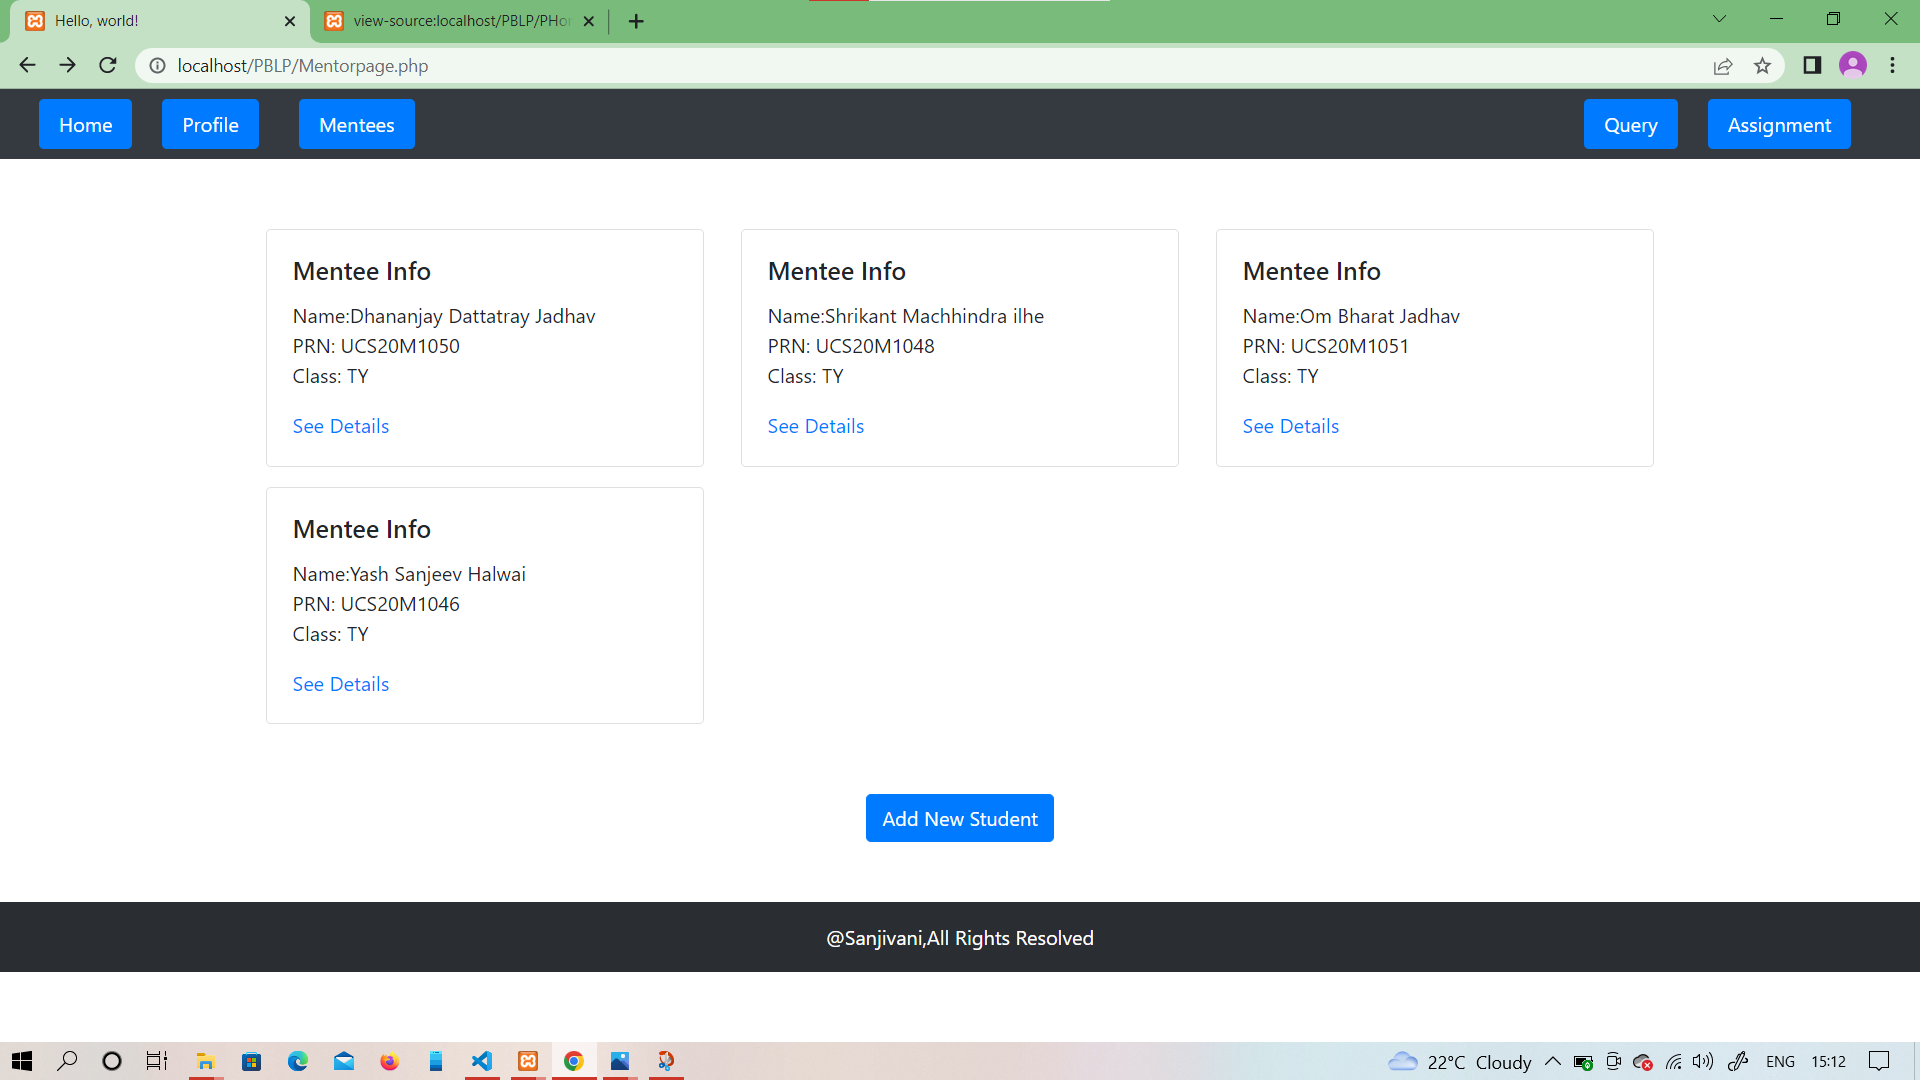 Hello, world!
view-source:localhost/PBLP/PHo
localhost/PBLP/Mentorpage.php
Home
Profile
Mentees
Query
Assignment
Mentee Info
Name:Dhananjay Dattatray Jadhav
PRN: UCS20M1050
Class: TY
See Details
Mentee Info
Name:Shrikant Machhindra ilhe
PRN: UCS20M1048
Class: TY
See Details
Mentee Info
Name:Om Bharat Jadhav
PRN: UCS20M1051
Class: TY
See Details
Mentee Info
Name:Yash Sanjeev Halwai
PRN: UCS20M1046
Class: TY
See Details
Add New Student
@Sanjivani,All Rights Resolved
22°C Cloudy
ENG
15:12